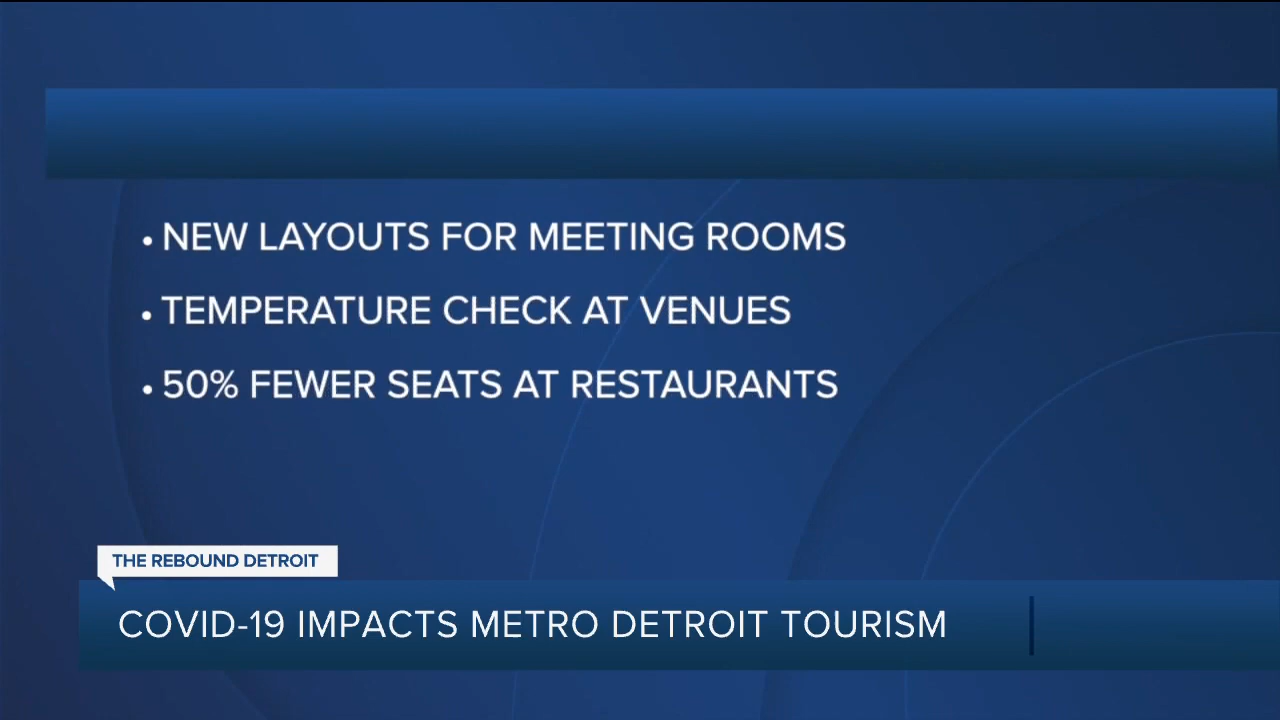 • NEW LAYOUTS FOR MEETING ROOMS
• TEMPERATURE CHECK AT VENUES
• 50% FEWER SEATS AT RESTAURANTS
THE REBOUND DETROIT
COVID-19 IMPACTS METRO DETROIT TOURISM